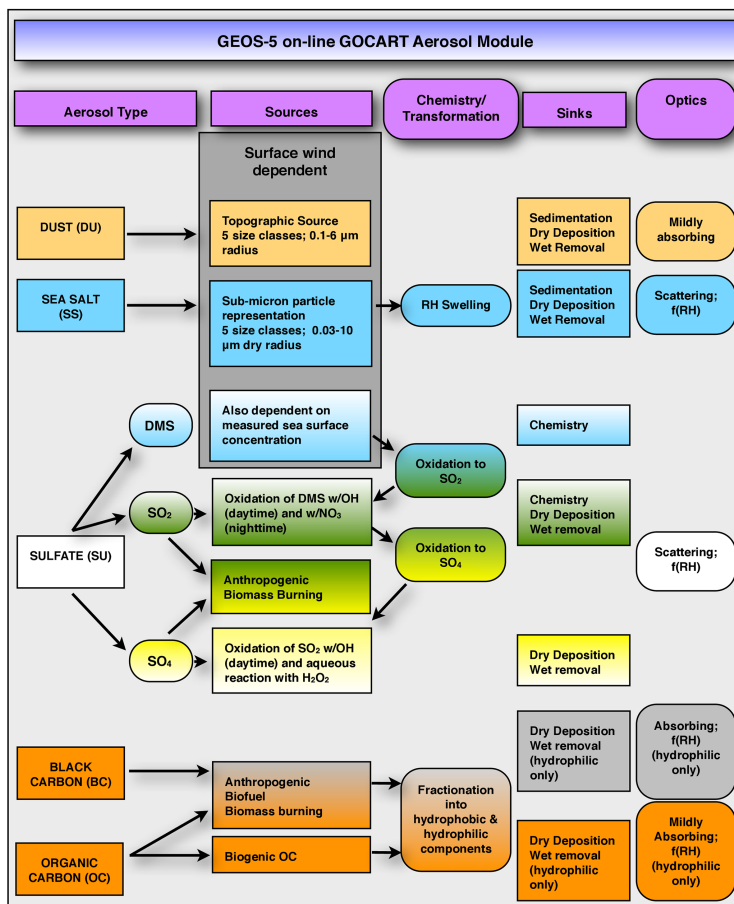 GEOS-5 on-line GOCART Aerosol Module
Aerosol Type
Sources
Chemistry/
Transformation
Sinks
Optics
Surface wind
dependent
DUST (DU)
Topographic Source
5 size classes; 0.1-6 µm
radius
Sedimentation
Dry Deposition
Wet Removal
Mildly
absorbing
SEA SALT
(SS)
Sub-micron particle
representation
5 size classes; 0.03-10
µm dry radius
RH Swelling
Sedimentation
Dry Deposition
Wet Removal
Scattering;
f(RH)
DMS
Also dependent on
measured sea surface
concentration
Chemistry
Oxidation to
SO₂
SO₂
Oxidation of DMS w/OH
(daytime) and w/NO₃
(nighttime)
Chemistry
Dry Deposition
Wet removal
SULFATE (SU)
Anthropogenic
Biomass Burning
Oxidation to
SO₄
Scattering;
f(RH)
SO₄
Oxidation of SO₂ w/OH
(daytime) and aqueous
reaction with H₂O₂
Dry Deposition
Wet removal
BLACK
CARBON (BC)
Anthropogenic
Biofuel
Biomass burning
Fractionation
into
hydrophobic &
hydrophilic
components
Dry Deposition
Wet removal
(hydrophilic
only)
Absorbing;
f(RH)
(hydrophilic
only)
ORGANIC
CARBON (OC)
Biogenic OC
Dry Deposition
Wet removal
(hydrophilic
only)
Mildly
Absorbing;
f(RH)
(hydrophilic
only)